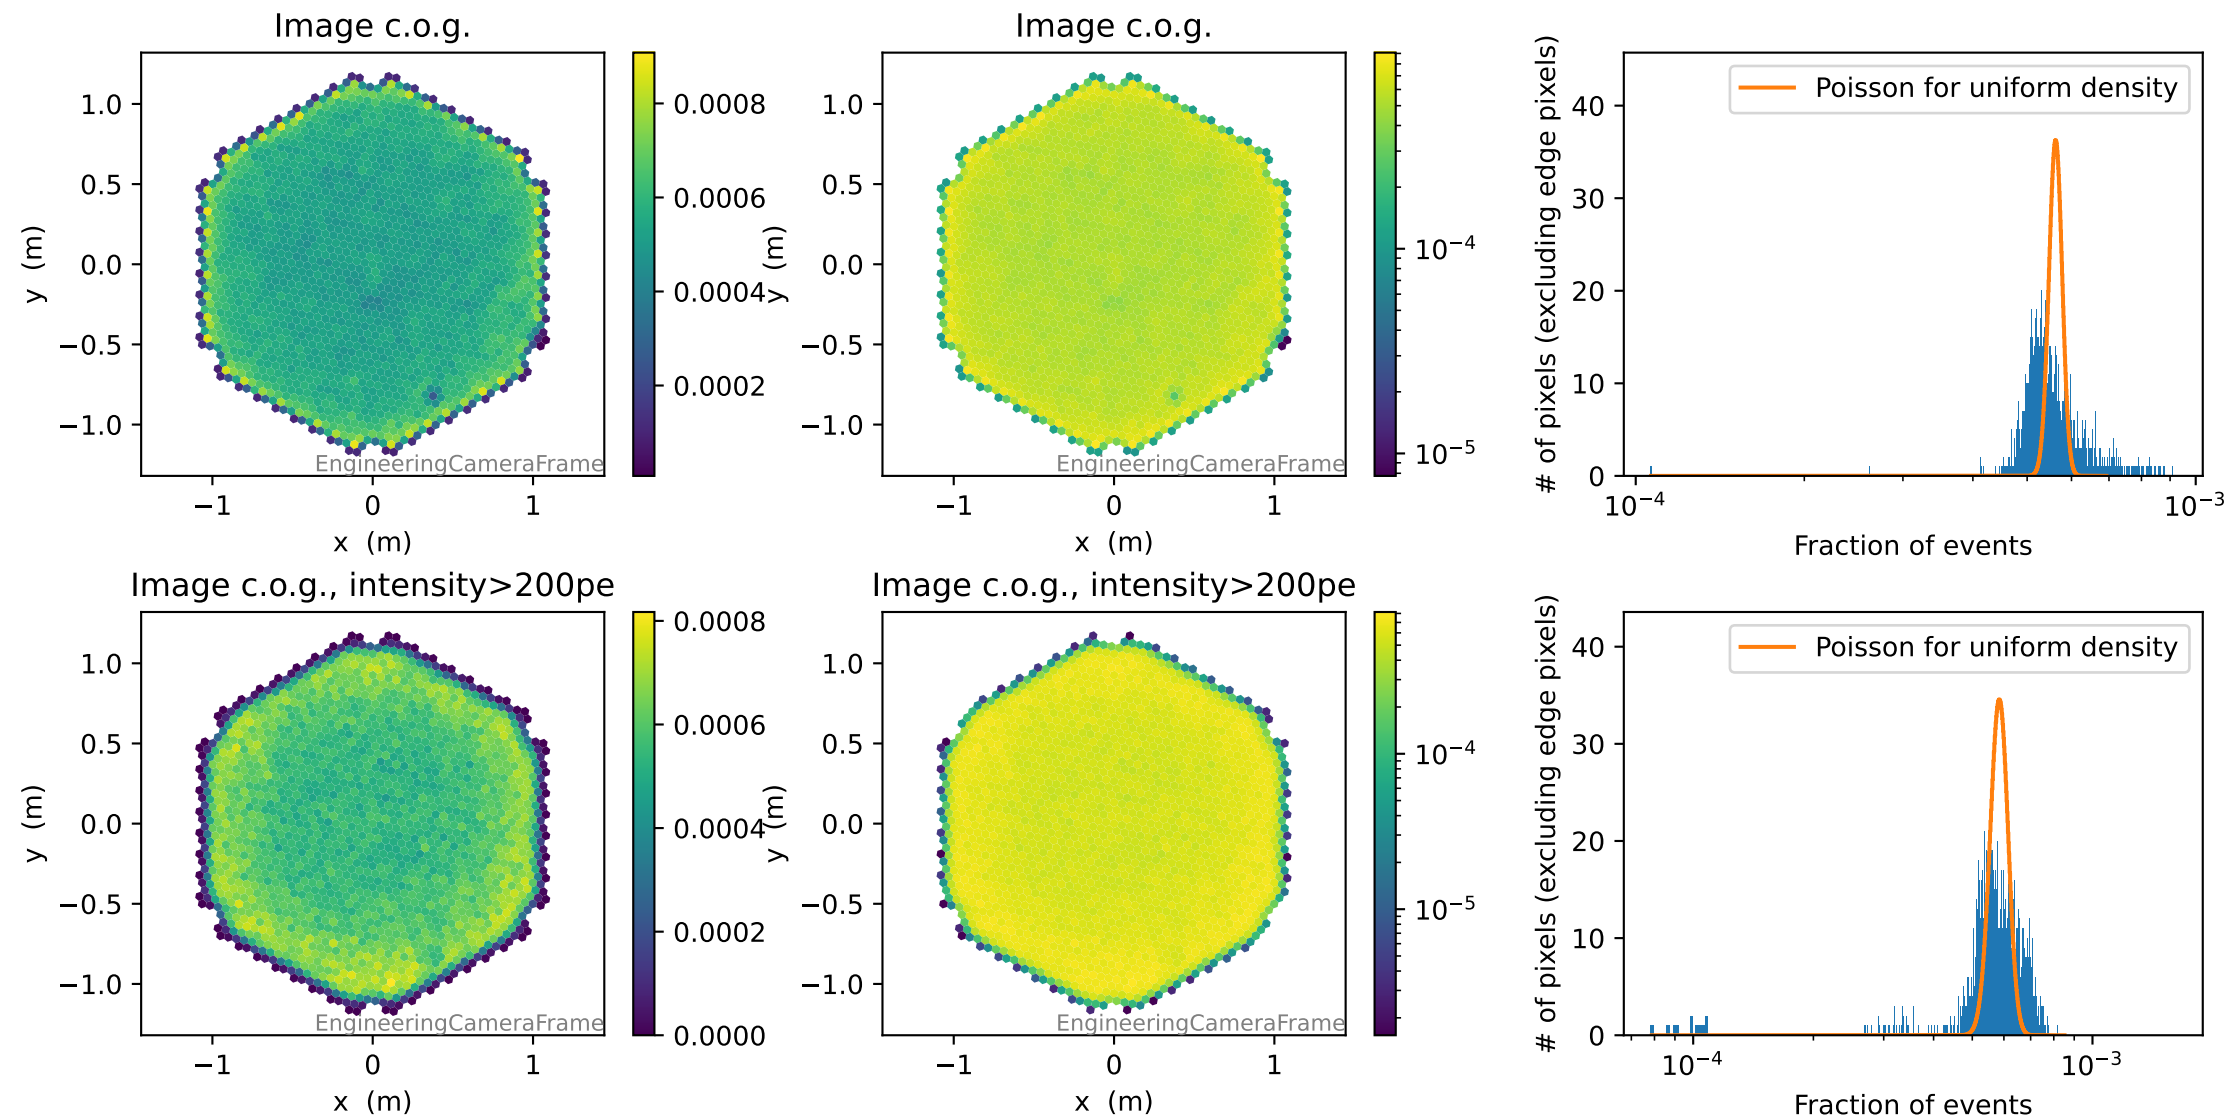 Image c.o.g.
1.0
0.5
0.0
−0.5
−1.0
y (m)
−1 0 1
x (m)
EngineeringCameraFrame
0.0008
0.0006
0.0004
0.0002
Image c.o.g.
1.0
0.5
0.0
−0.5
−1.0
y (m)
−1 0 1
x (m)
EngineeringCameraFrame
10⁻⁴
10⁻⁵
# of pixels (excluding edge pixels)
40
30
20
10
0
Poisson for uniform density
10⁻⁴ 10⁻³
Fraction of events
Image c.o.g., intensity>200pe
1.0
0.5
0.0
−0.5
−1.0
y (m)
−1 0 1
x (m)
EngineeringCameraFrame
0.0008
0.0006
0.0004
0.0002
0.0000
Image c.o.g., intensity>200pe
1.0
0.5
0.0
−0.5
−1.0
y (m)
−1 0 1
x (m)
EngineeringCameraFrame
10⁻⁴
10⁻⁵
# of pixels (excluding edge pixels)
40
30
20
10
0
Poisson for uniform density
10⁻⁴ 10⁻³
Fraction of events